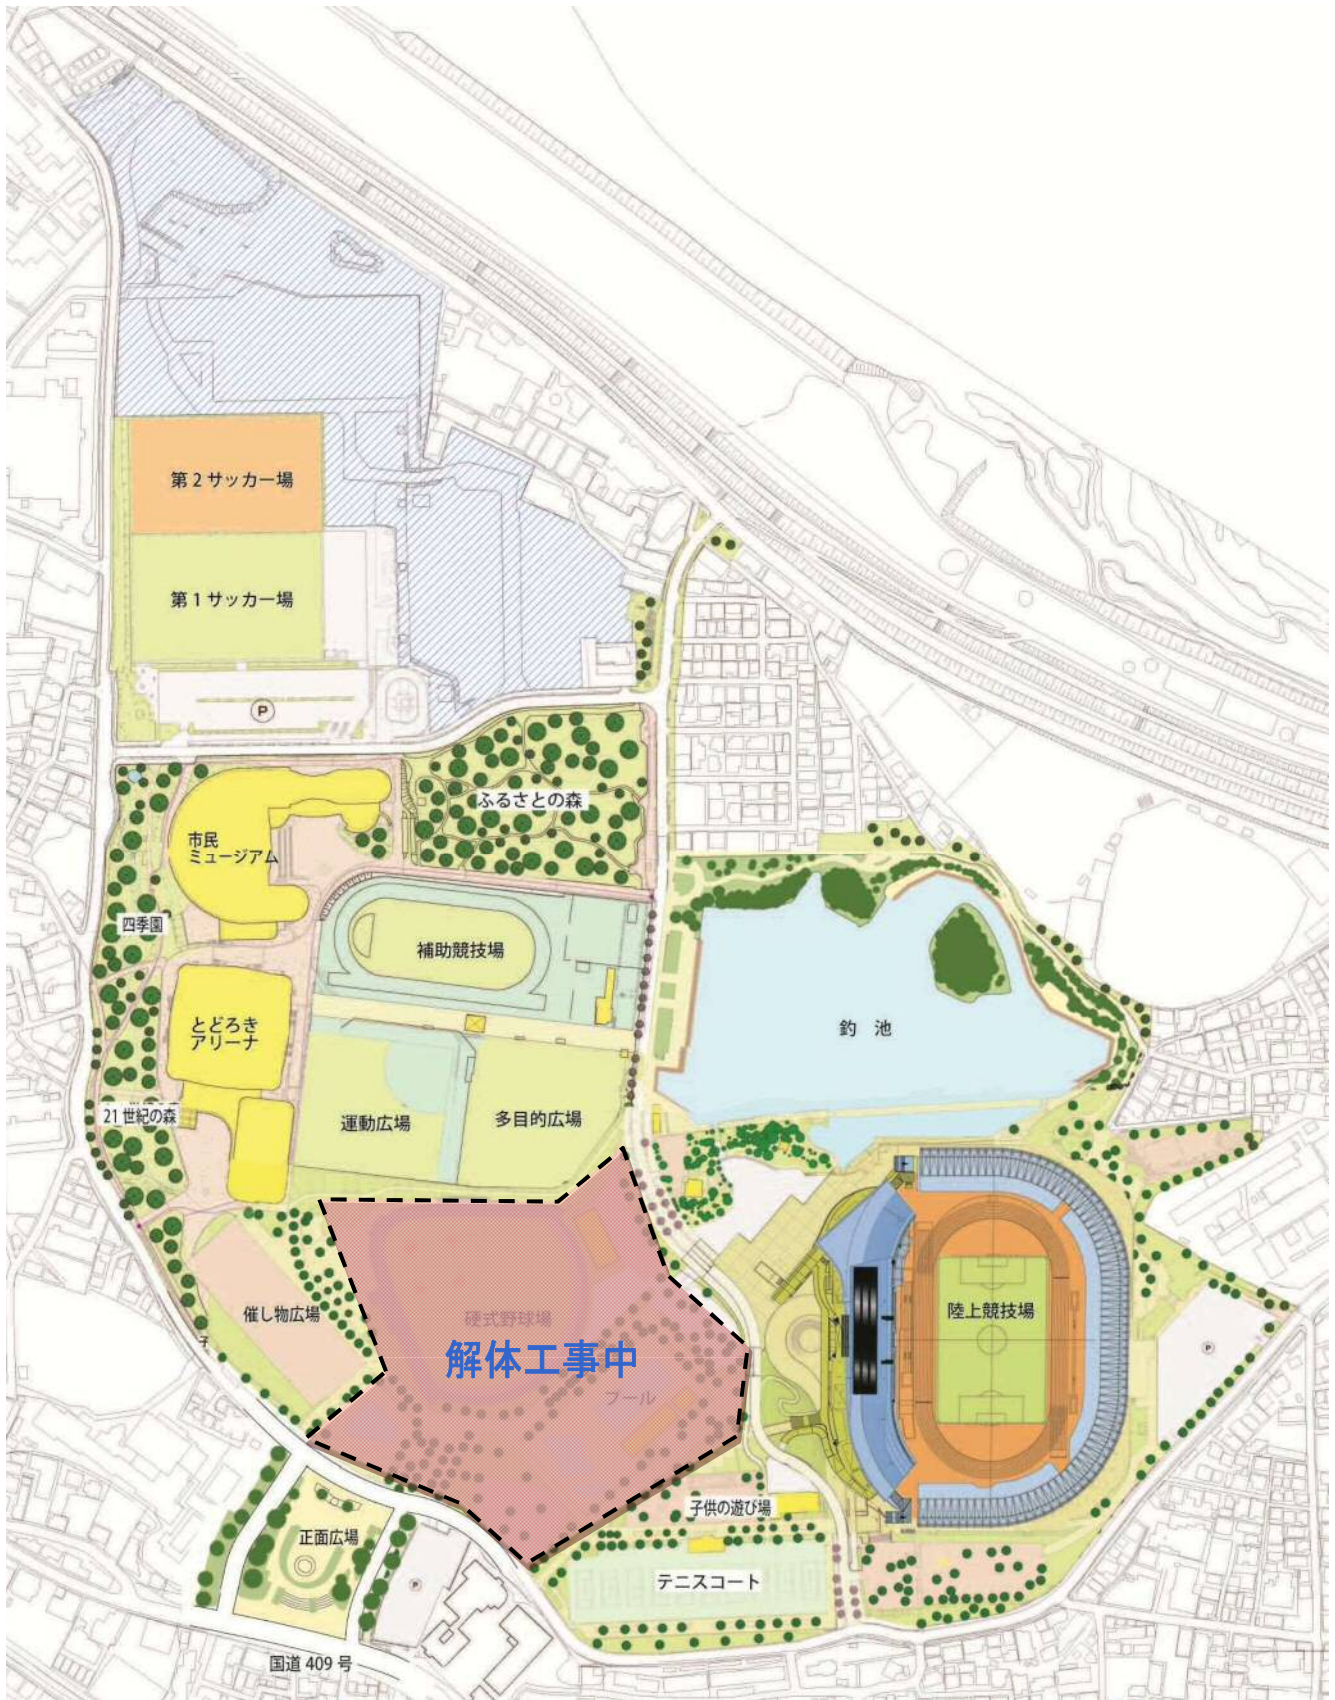 第2サッカー場
第1サッカー場
P
ふるさとの森
市民
ミュージアム
四季園
補助競技場
とどろき
アリーナ
釣 池
21世紀の森
運動広場
多目的広場
催し物広場
硬式野球場
解体工事中
プール
陸上競技場
P
子供の遊び場
正面広場
P
テニスコート
国道409号